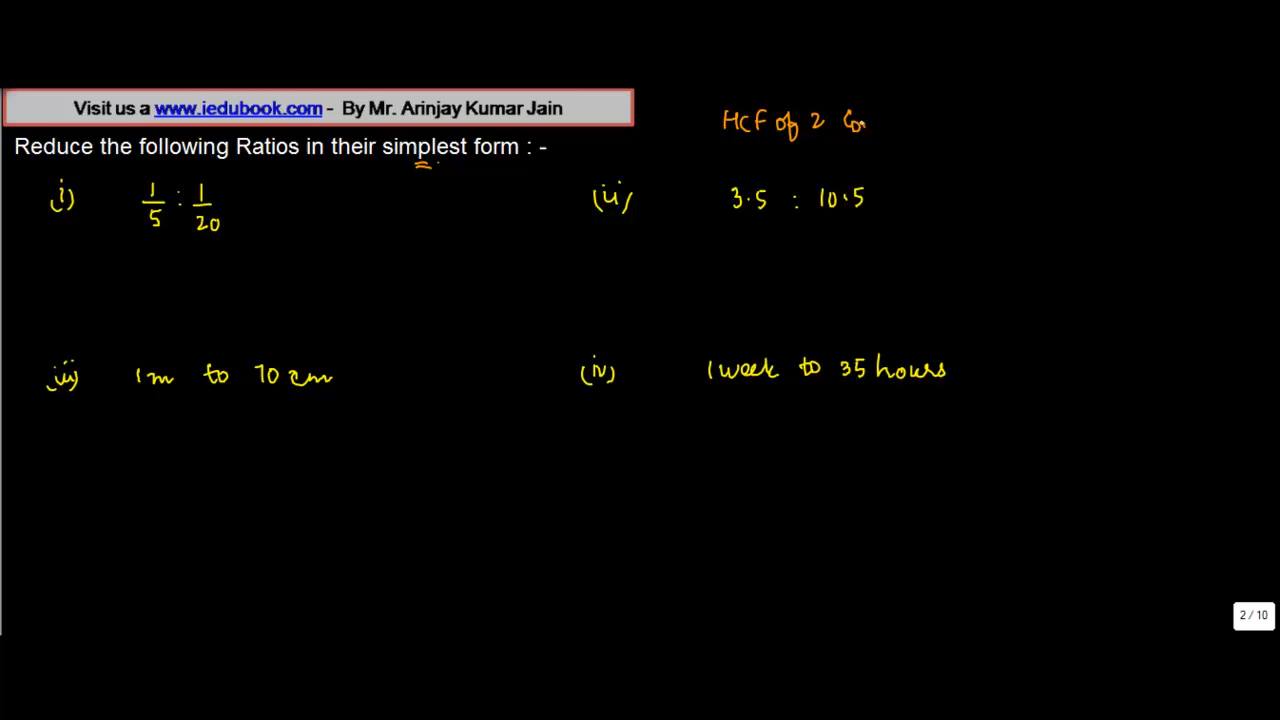 Visit us a www.iedubook.com - By Mr. Arinjay Kumar Jain
HCF of 2 Co
Reduce the following Ratios in their simplest form : -
(i) 1/5 : 1/20
(ii) 3.5 : 10.5
(iii) 1m to 70 cm
(iv) 1 week to 35 hours
2 / 10